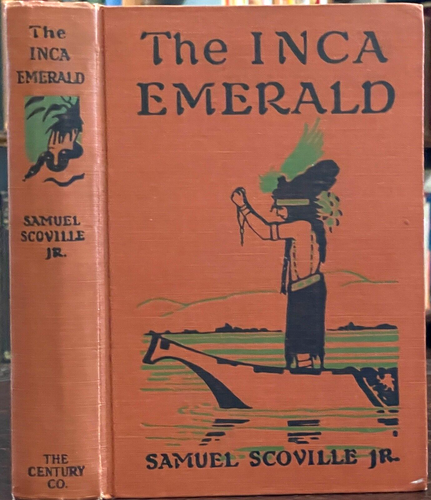 The
INCA
EMERALD
SAMUEL
SCOVILLE
JR.
THE
CENTURY
CO.
The INCA
EMERALD
SAMUEL SCOVILLE JR.